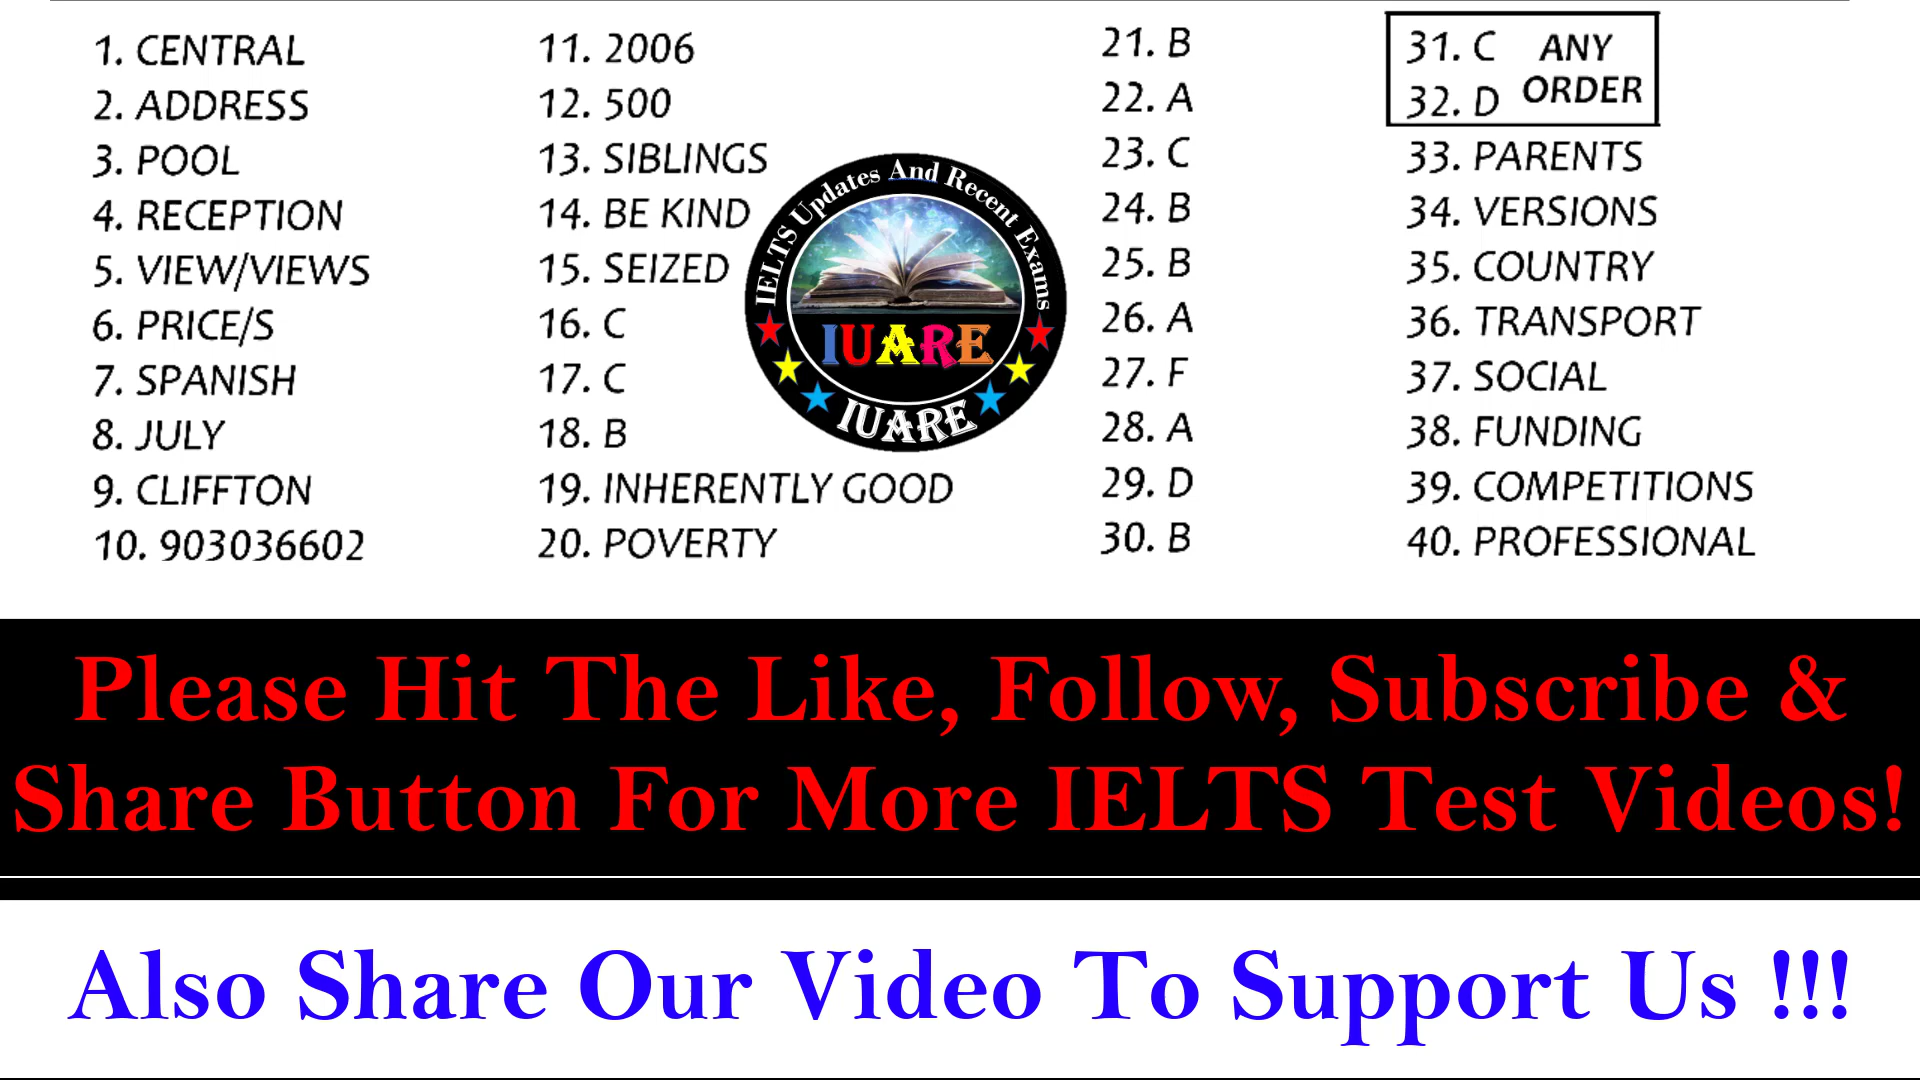 1. CENTRAL
2. ADDRESS
3. POOL
4. RECEPTION
5. VIEW/VIEWS
6. PRICE/S
7. SPANISH
8. JULY
9. CLIFFTON
10. 903036602
11. 2006
12. 500
13. SIBLINGS
14. BE KIND
15. SEIZED
16. C
17. C
18. B
19. INHERENTLY GOOD
20. POVERTY
IELTS Updates And Recent Exams
IUARE
IUARE
21. B
22. A
23. C
24. B
25. B
26. A
27. F
28. A
29. D
30. B
31. C ANY
32. D ORDER
33. PARENTS
34. VERSIONS
35. COUNTRY
36. TRANSPORT
37. SOCIAL
38. FUNDING
39. COMPETITIONS
40. PROFESSIONAL
Please Hit The Like, Follow, Subscribe &
Share Button For More IELTS Test Videos!
Also Share Our Video To Support Us !!!